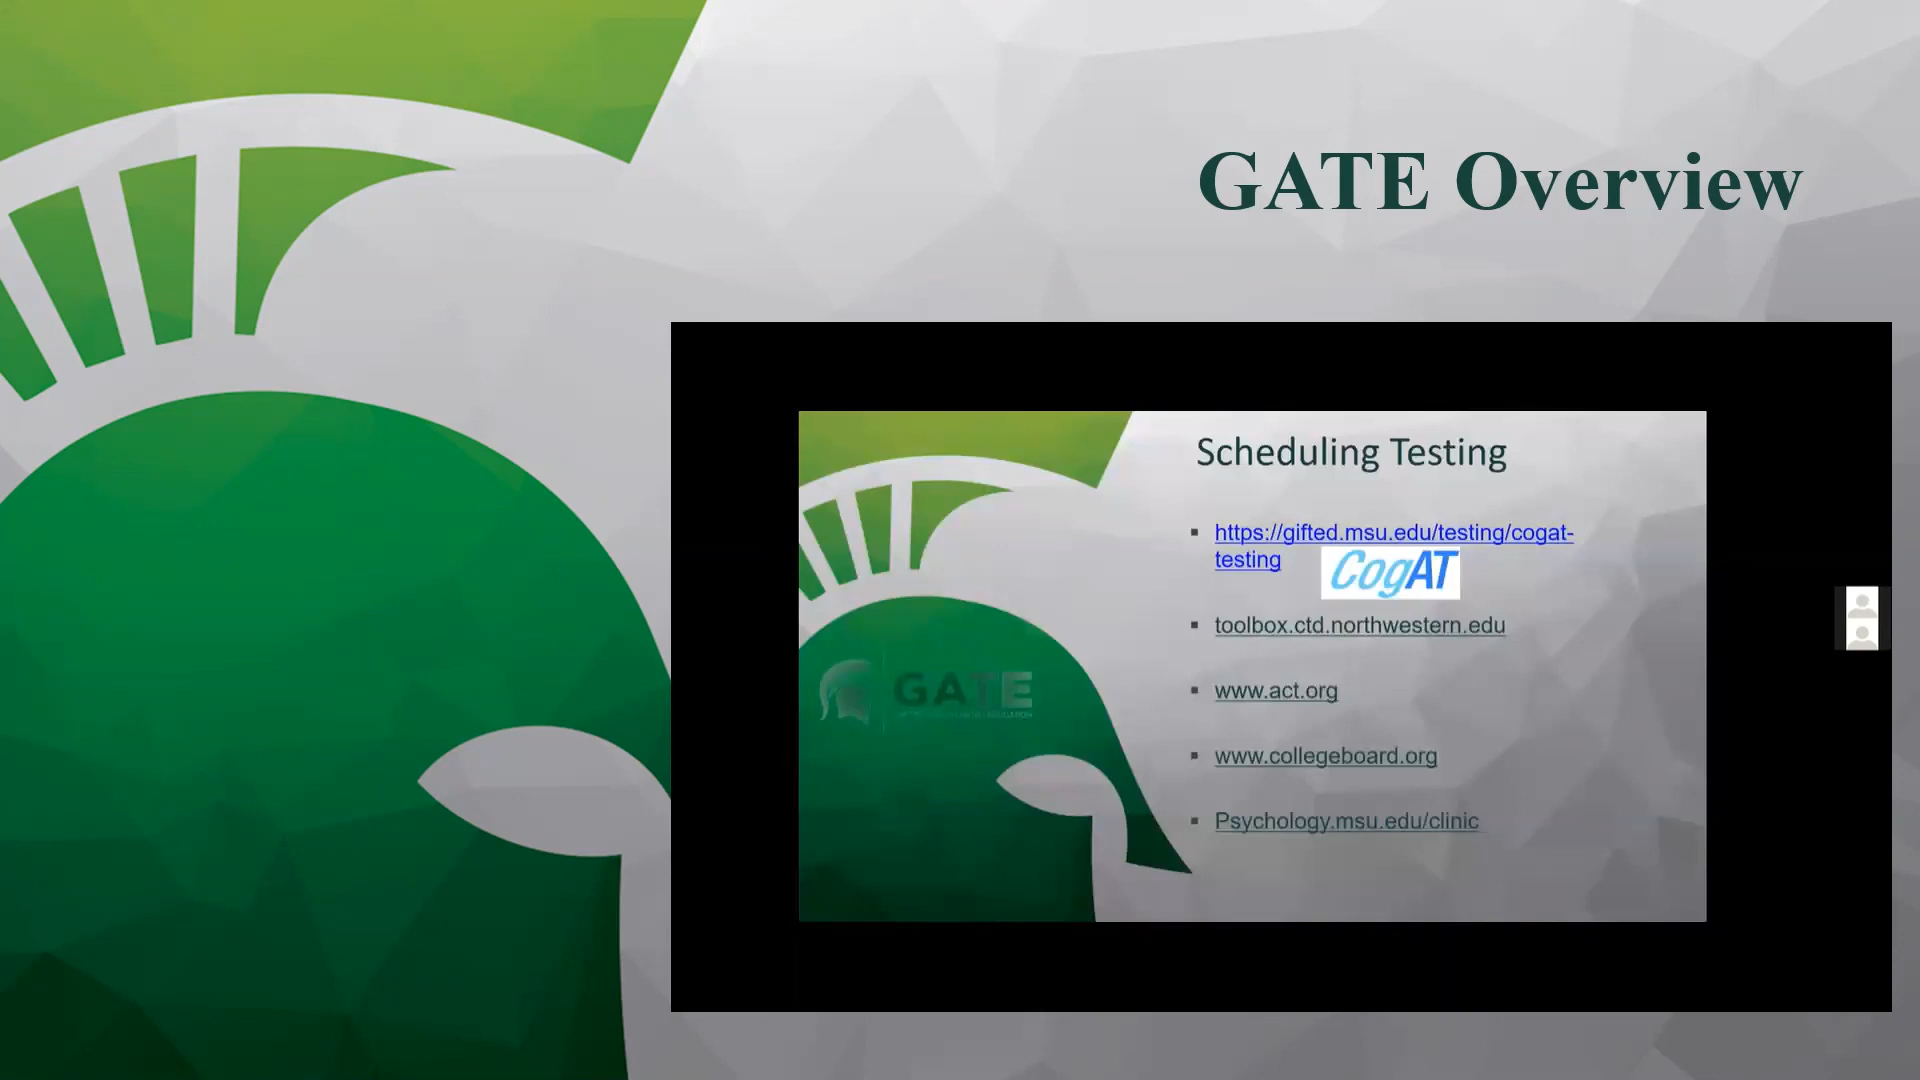 GATE Overview
Scheduling Testing
https://gifted.msu.edu/testing/cogat-
testing
CogAT
toolbox.ctd.northwestern.edu
www.act.org
www.collegeboard.org
Psychology.msu.edu/clinic
GATE